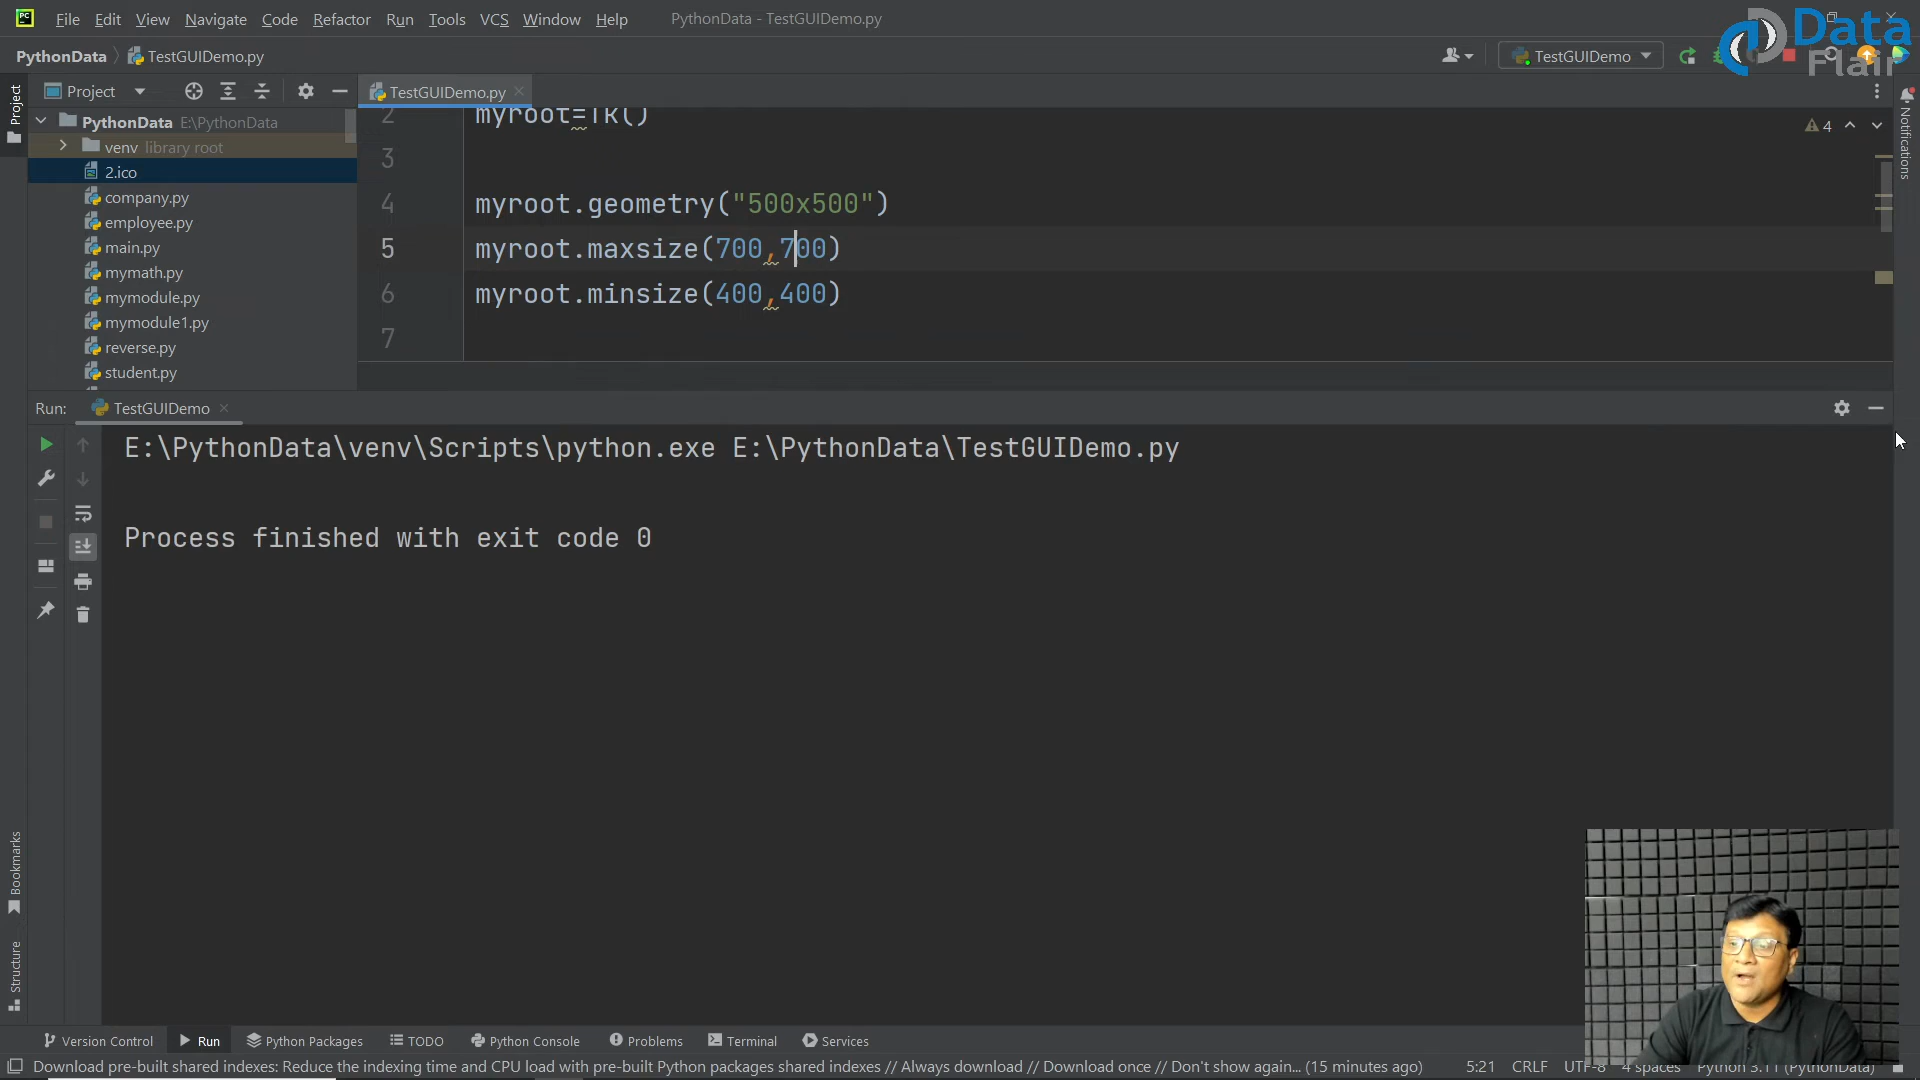 File Edit View Navigate Code Refactor Run Tools VCS Window Help PythonData - TestGUIDemo.py
Data
Flair
PythonData TestGUIDemo.py TestGUIDemo
Project
Project
TestGUIDemo.py
Notifications
PythonData E:\PythonData
venv library root
2.ico
company.py
employee.py
main.py
mymath.py
mymodule.py
mymodule1.py
reverse.py
student.py
2 myroot=Tk()
4
3
4 myroot.geometry("500x500")
5 myroot.maxsize(700,700)
6 myroot.minsize(400,400)
7
Run: TestGUIDemo
E:\PythonData\venv\Scripts\python.exe E:\PythonData\TestGUIDemo.py
Process finished with exit code 0
Bookmarks
Structure
Version Control Run Python Packages TODO Python Console Problems Terminal Services
Download pre-built shared indexes: Reduce the indexing time and CPU load with pre-built Python packages shared indexes // Always download // Download once // Don't show again... (15 minutes ago) 5:21 CRLF UTF-8 4 spaces Python 3.11 (PythonData)